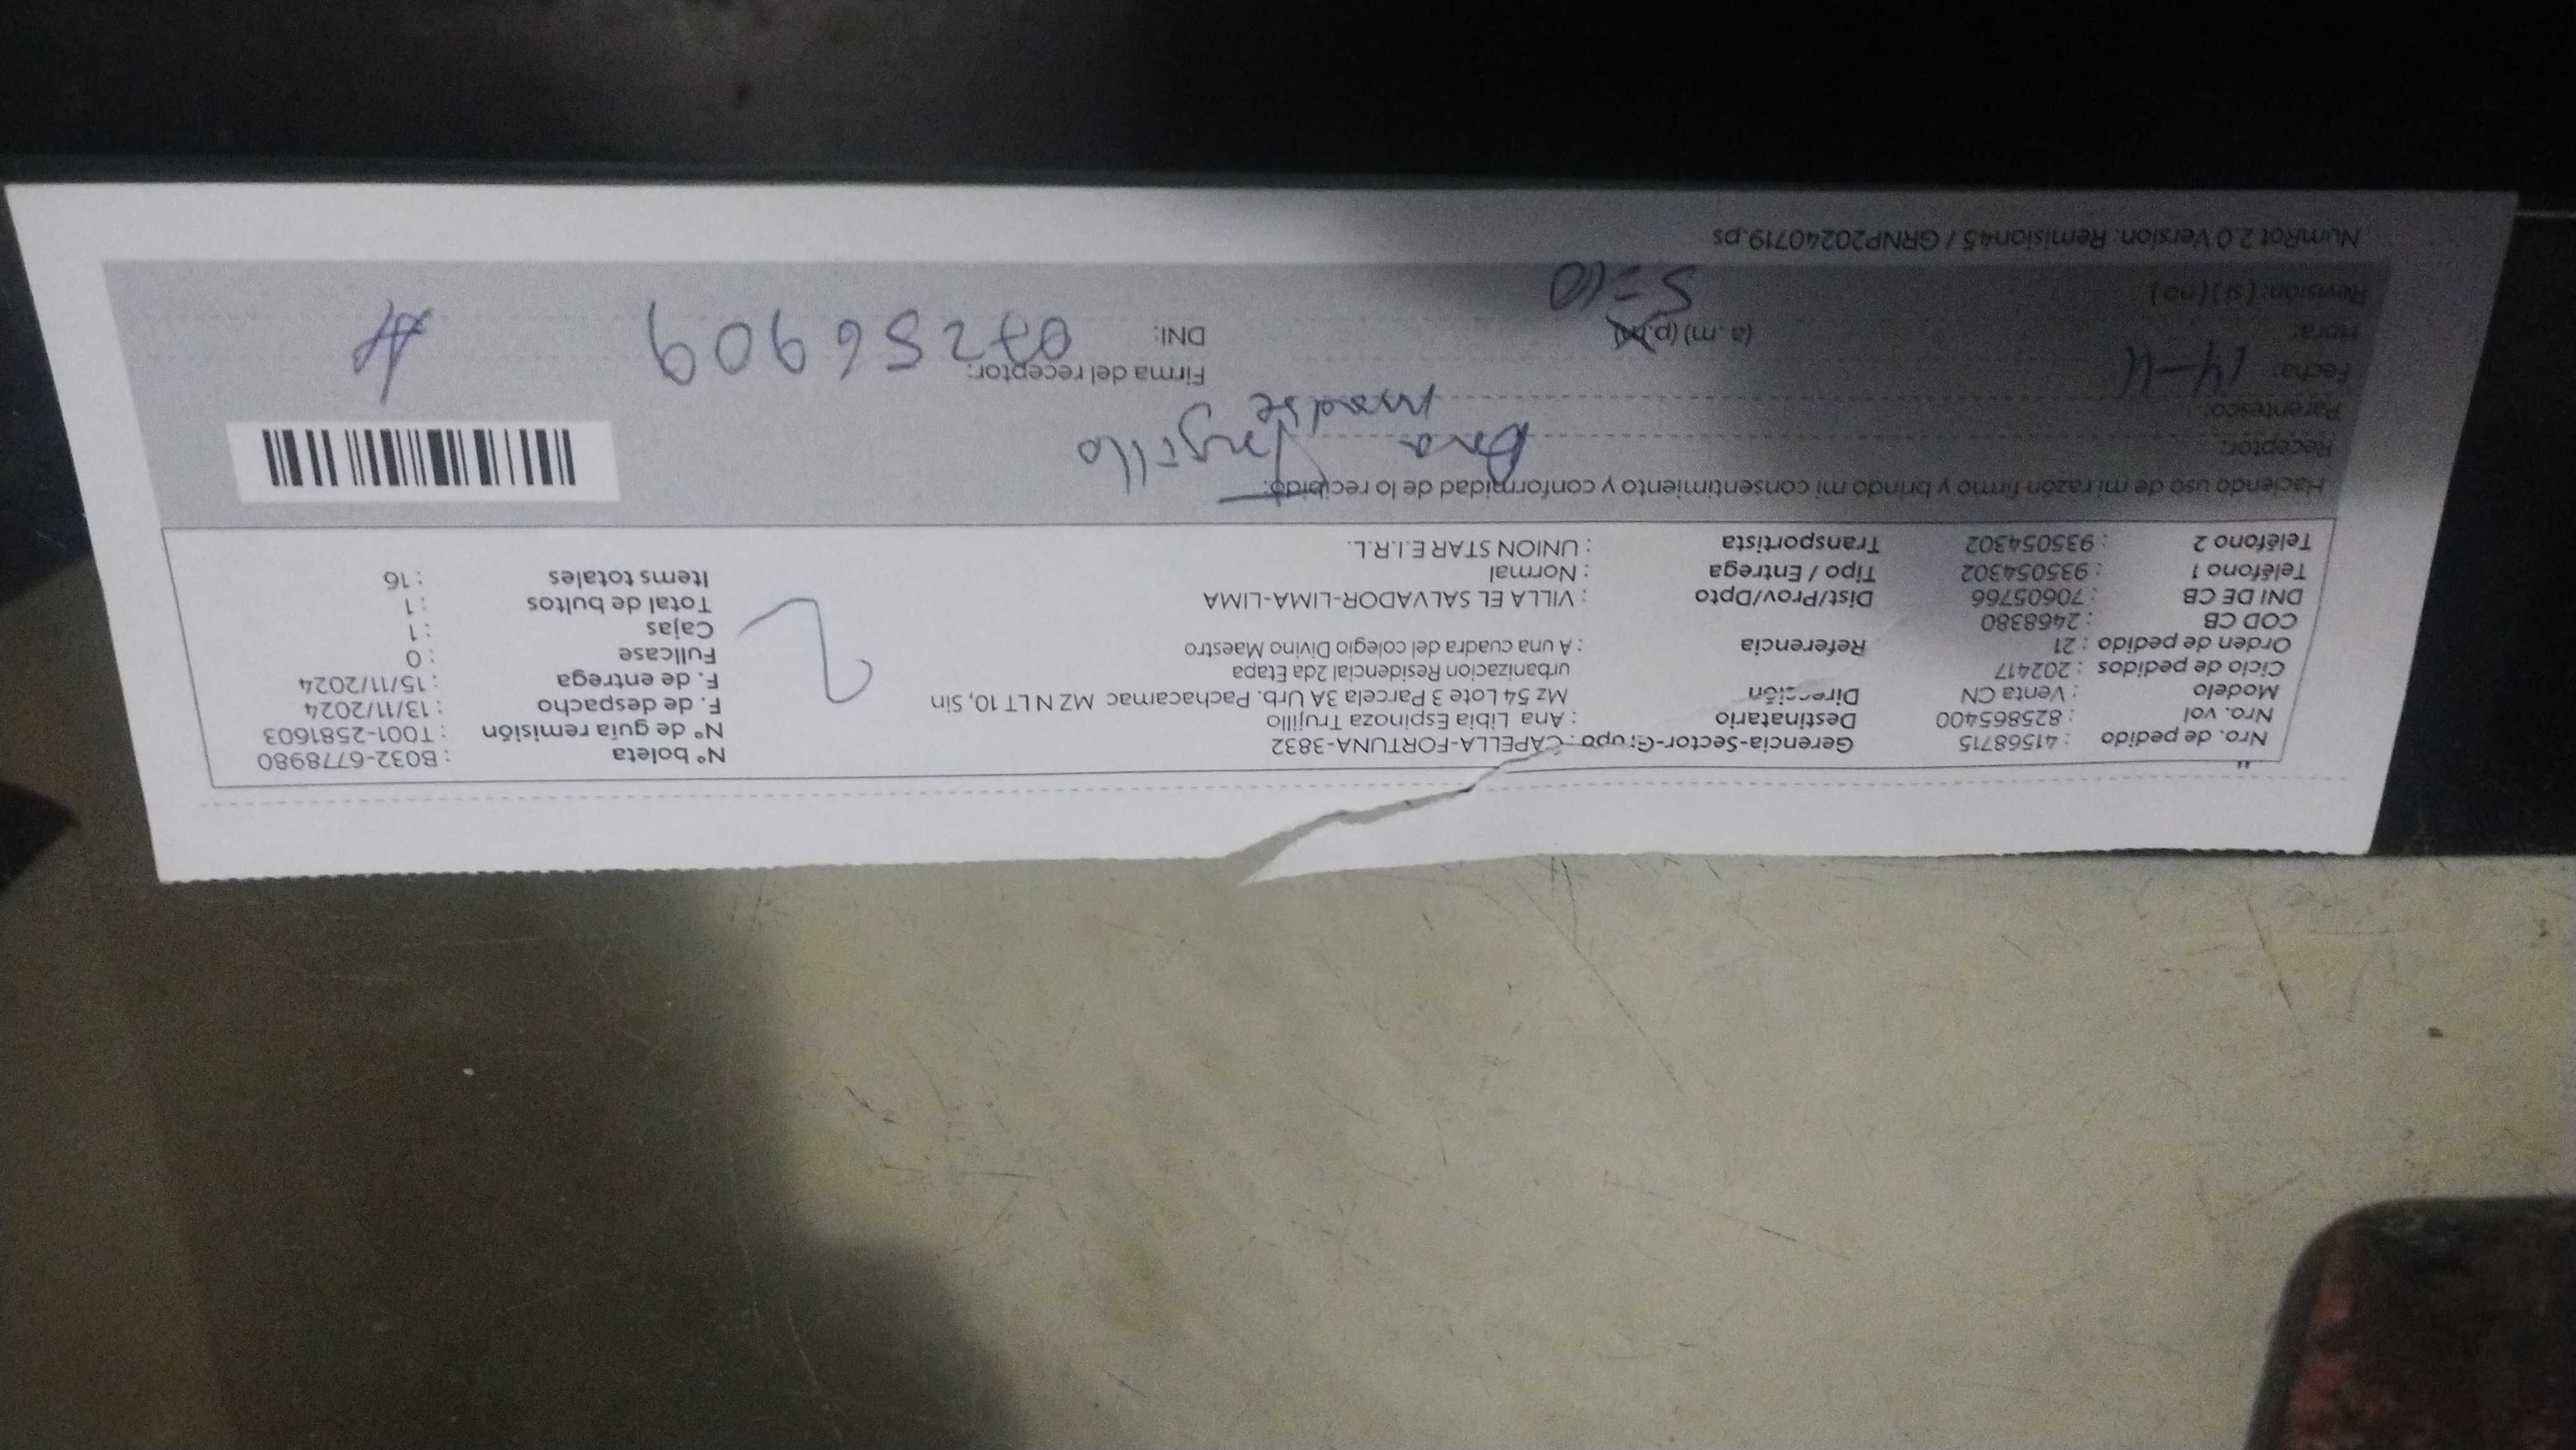 Nro. de pedido : 41568715
Nro. vol : 825865400
Modelo : Venta CN
Ciclo de pedidos : 202417
Orden de pedido : 21
COD CB : 2468380
DNI DE CB : 70605766
Teléfono 1 : 935054302
Teléfono 2 : 935054302
Gerencia-Sector-Grupo : CAPELLA-FORTUNA-3832
Destinatario : Ana Libia Espinoza Trujillo
Dirección Mz 54 Lote 3 Parcela 3A Urb. Pachacamac MZ N LT 10, Sin
urbanizacion Residencial 2da Etapa
Referencia : A una cuadra del colegio Divino Maestro
Dist/Prov/Dpto : VILLA EL SALVADOR-LIMA-LIMA
Tipo / Entrega : Normal
Transportista : UNION STAR E.I.R.L.
N° boleta : B032-6778980
N° de guía remisión : T001-2581603
F. de despacho : 13/11/2024
F. de entrega : 15/11/2024
Fullcase : 0
Cajas : 1
Total de bultos : 1
Items totales : 16
Haciendo uso de mi razón firmo y brindo mi consentimiento y conformidad de lo recibido:
Receptor: Ana Trujillo
Parentesco: madre
Fecha: 14-11
Firma del receptor:
Hora: 5=10 (a. m) (p.m)
DNI: 07256909
Revisión: (si) (no)
NumRot 2.0 Version. Remision45 / GRNP20240719.ps